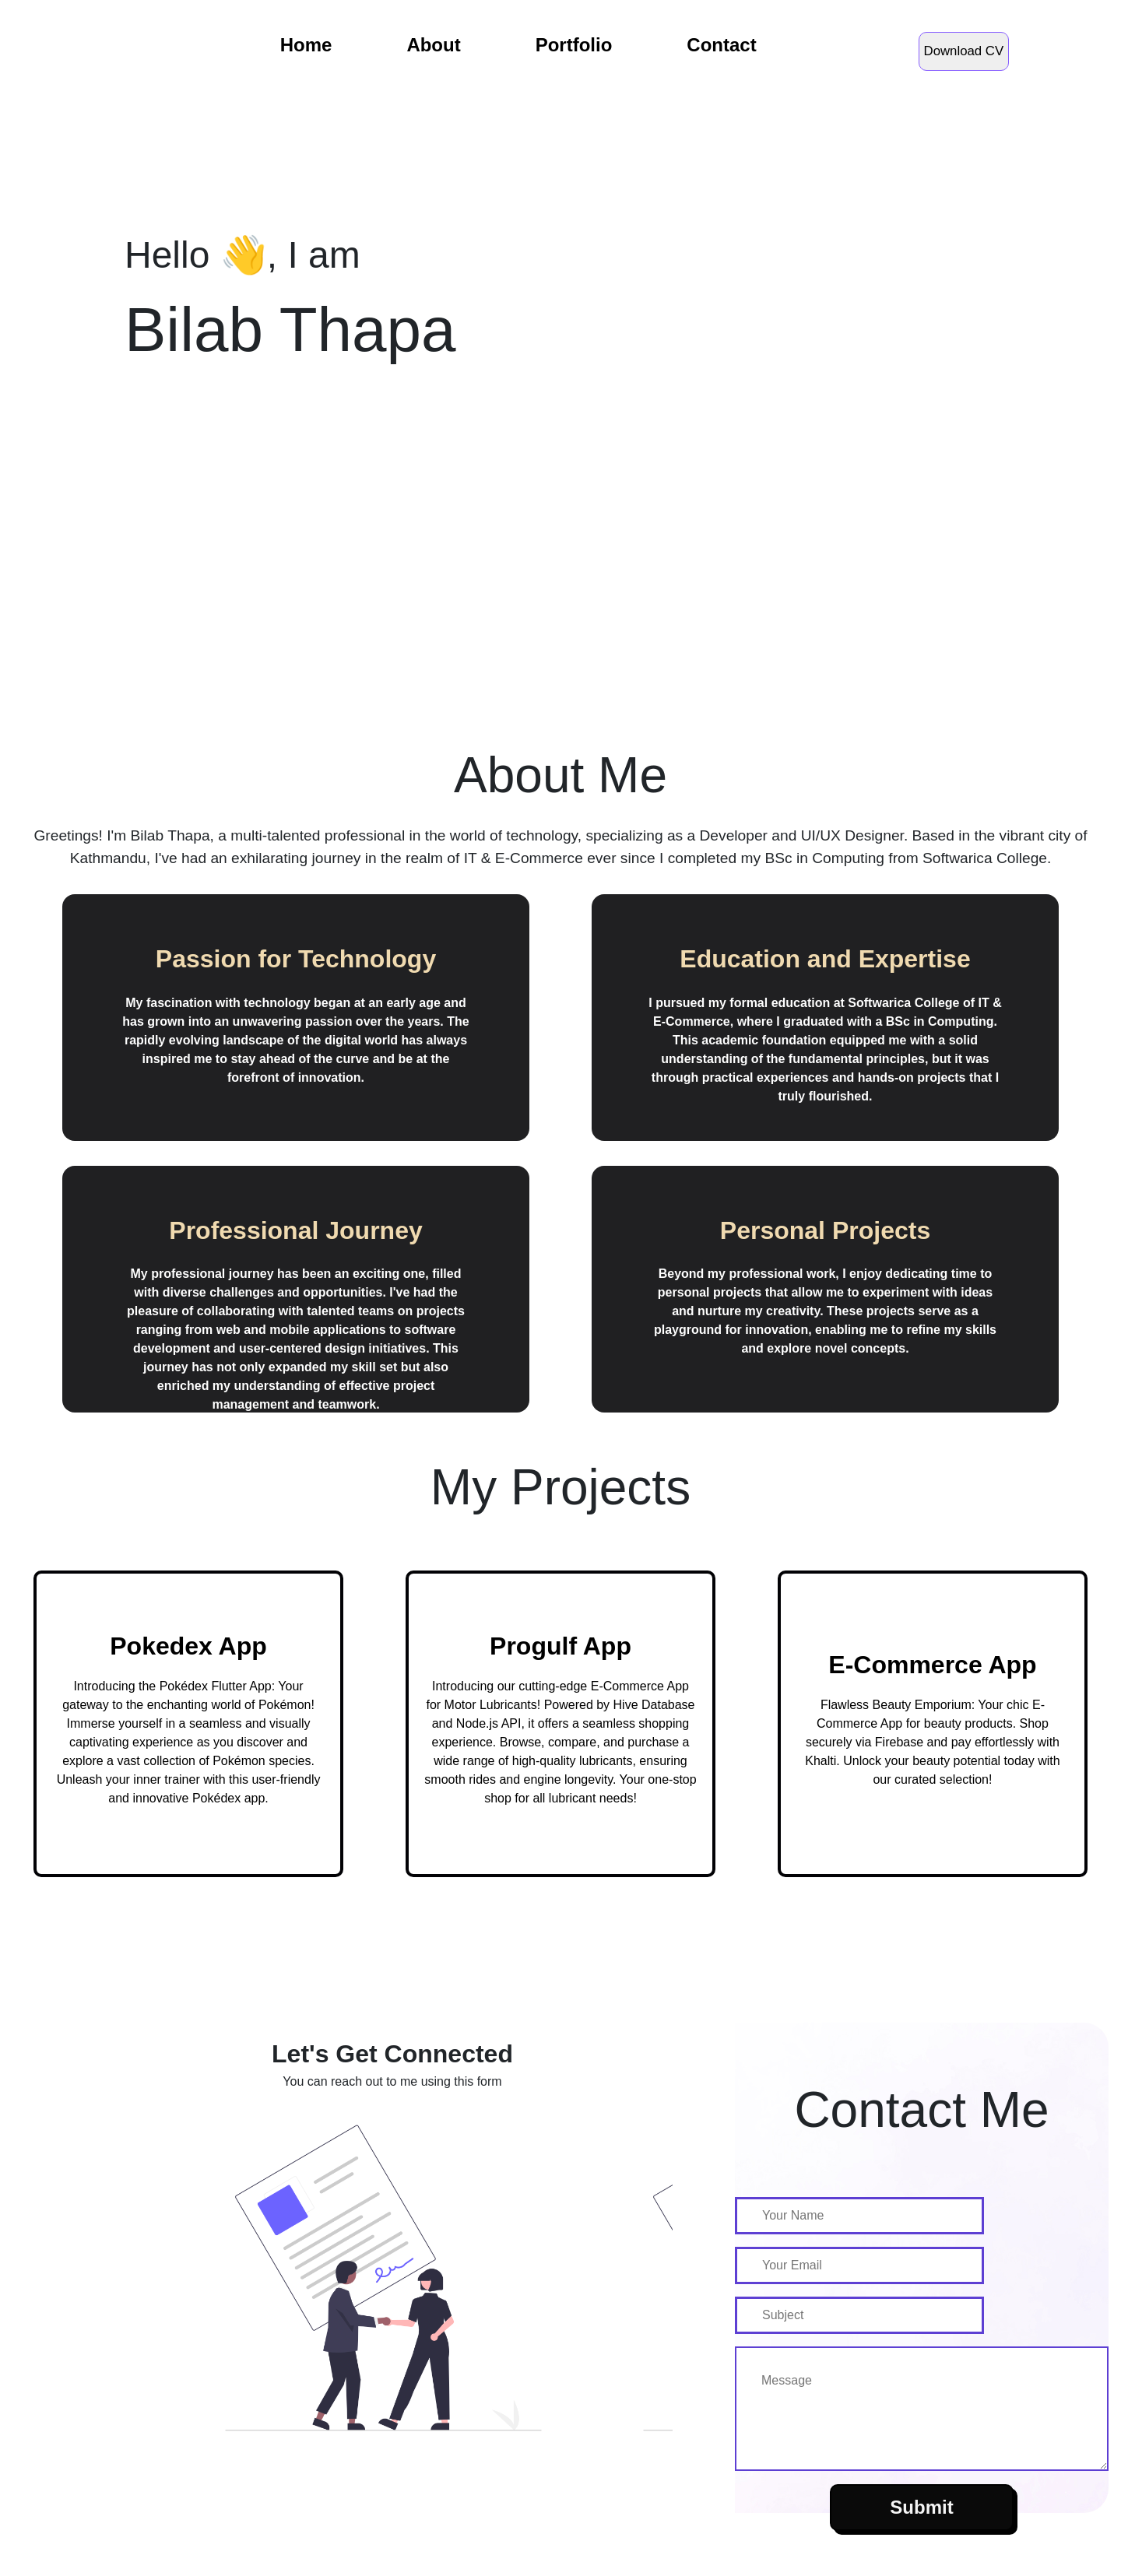 Home About Portfolio Contact Download CV
Hello 👋, I am
Bilab Thapa
About Me
Greetings! I'm Bilab Thapa, a multi-talented professional in the world of technology, specializing as a Developer and UI/UX Designer. Based in the vibrant city of
Kathmandu, I've had an exhilarating journey in the realm of IT & E-Commerce ever since I completed my BSc in Computing from Softwarica College.
Passion for Technology
My fascination with technology began at an early age and
has grown into an unwavering passion over the years. The
rapidly evolving landscape of the digital world has always
inspired me to stay ahead of the curve and be at the
forefront of innovation.
Education and Expertise
I pursued my formal education at Softwarica College of IT &
E-Commerce, where I graduated with a BSc in Computing.
This academic foundation equipped me with a solid
understanding of the fundamental principles, but it was
through practical experiences and hands-on projects that I
truly flourished.
Professional Journey
My professional journey has been an exciting one, filled
with diverse challenges and opportunities. I've had the
pleasure of collaborating with talented teams on projects
ranging from web and mobile applications to software
development and user-centered design initiatives. This
journey has not only expanded my skill set but also
enriched my understanding of effective project
management and teamwork.
Personal Projects
Beyond my professional work, I enjoy dedicating time to
personal projects that allow me to experiment with ideas
and nurture my creativity. These projects serve as a
playground for innovation, enabling me to refine my skills
and explore novel concepts.
My Projects
Pokedex App
Introducing the Pokédex Flutter App: Your
gateway to the enchanting world of Pokémon!
Immerse yourself in a seamless and visually
captivating experience as you discover and
explore a vast collection of Pokémon species.
Unleash your inner trainer with this user-friendly
and innovative Pokédex app.
Progulf App
Introducing our cutting-edge E-Commerce App
for Motor Lubricants! Powered by Hive Database
and Node.js API, it offers a seamless shopping
experience. Browse, compare, and purchase a
wide range of high-quality lubricants, ensuring
smooth rides and engine longevity. Your one-stop
shop for all lubricant needs!
E-Commerce App
Flawless Beauty Emporium: Your chic E-
Commerce App for beauty products. Shop
securely via Firebase and pay effortlessly with
Khalti. Unlock your beauty potential today with
our curated selection!
Let's Get Connected
You can reach out to me using this form
Contact Me
Your Name
Your Email
Subject
Message
Submit